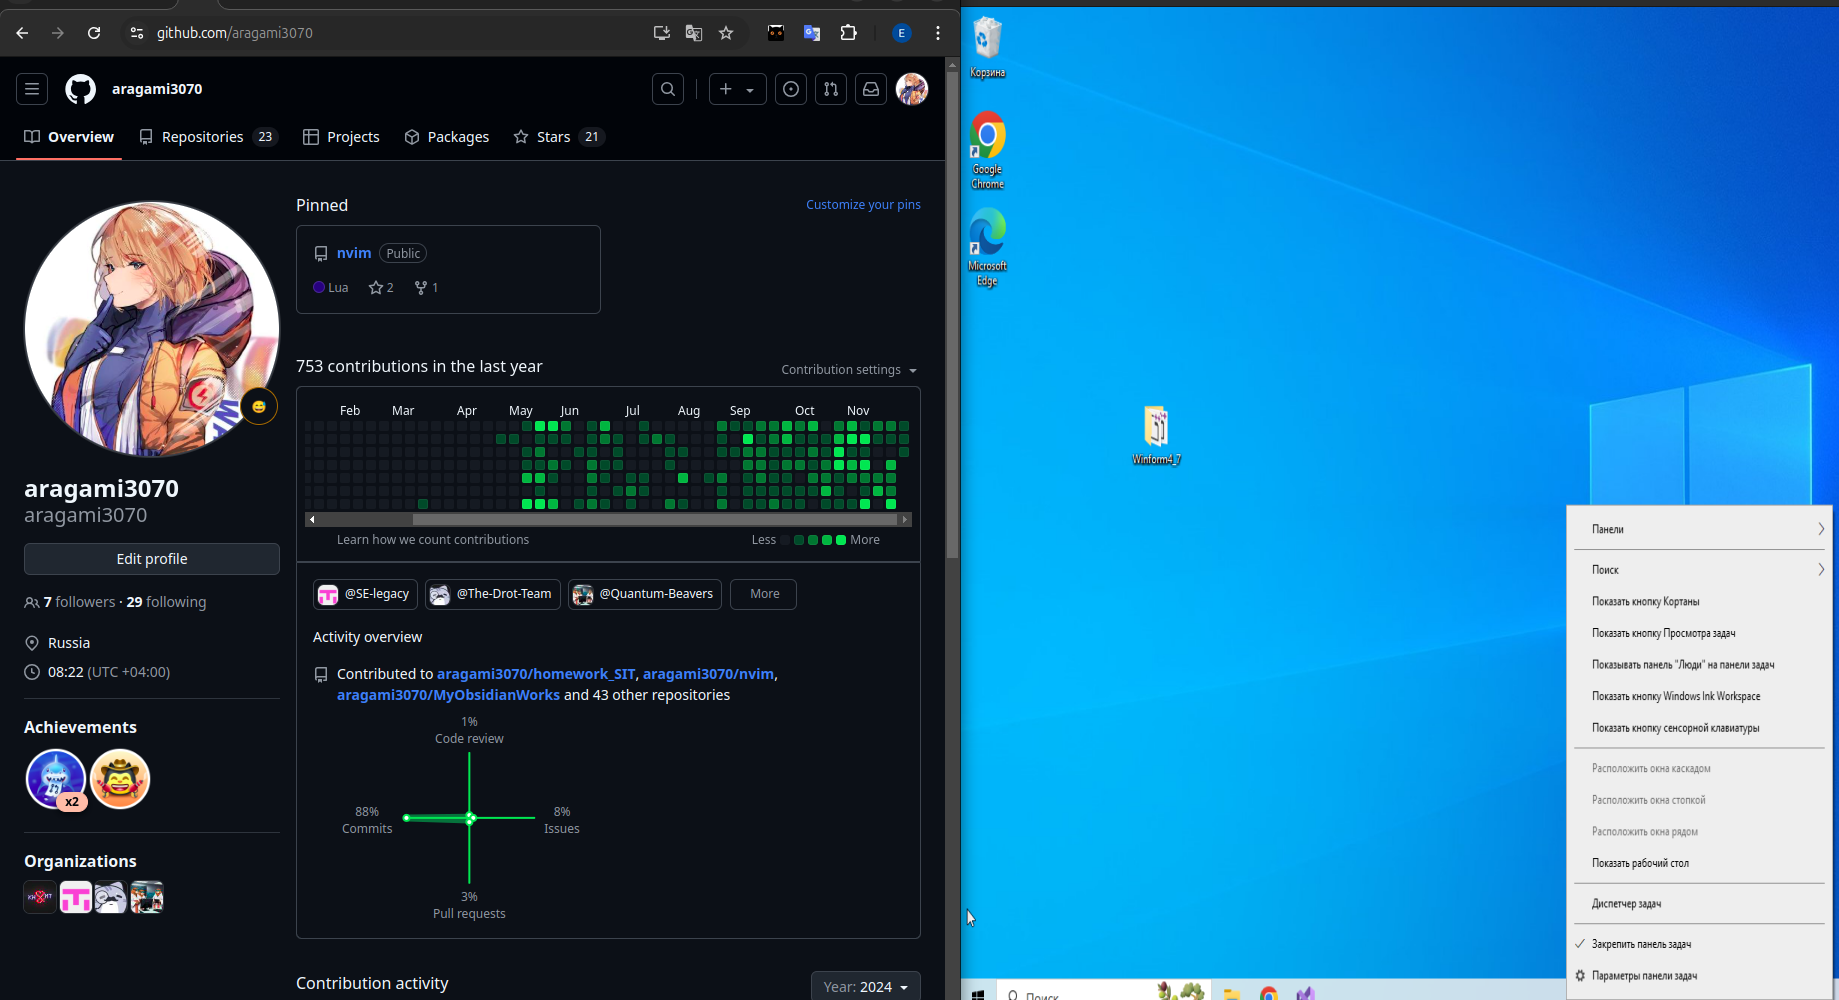 github.com/aragami3070
E
aragami3070
Overview
Repositories 23
Projects
Packages
Stars 21
Pinned
Customize your pins
nvim Public
Lua 2 1
753 contributions in the last year
Contribution settings
Feb Mar Apr May Jun Jul Aug Sep Oct Nov
Learn how we count contributions
Less More
@SE-legacy
@The-Drot-Team
@Quantum-Beavers
More
Activity overview
Contributed to aragami3070/homework_SIT, aragami3070/nvim,
aragami3070/MyObsidianWorks and 43 other repositories
1%
Code review
88%
Commits
8%
Issues
3%
Pull requests
Contribution activity
Year: 2024
aragami3070
aragami3070
Edit profile
7 followers · 29 following
Russia
08:22 (UTC +04:00)
Achievements
x2
Organizations
Корзина
Google
Chrome
Microsoft
Edge
Winform4_7
Панели
Поиск
Показать кнопку Кортаны
Показать кнопку Просмотра задач
Показывать панель "Люди" на панели задач
Показать кнопку Windows Ink Workspace
Показать кнопку сенсорной клавиатуры
Расположить окна каскадом
Расположить окна стопкой
Расположить окна рядом
Показать рабочий стол
Диспетчер задач
Закрепить панель задач
Параметры панели задач
Поиск